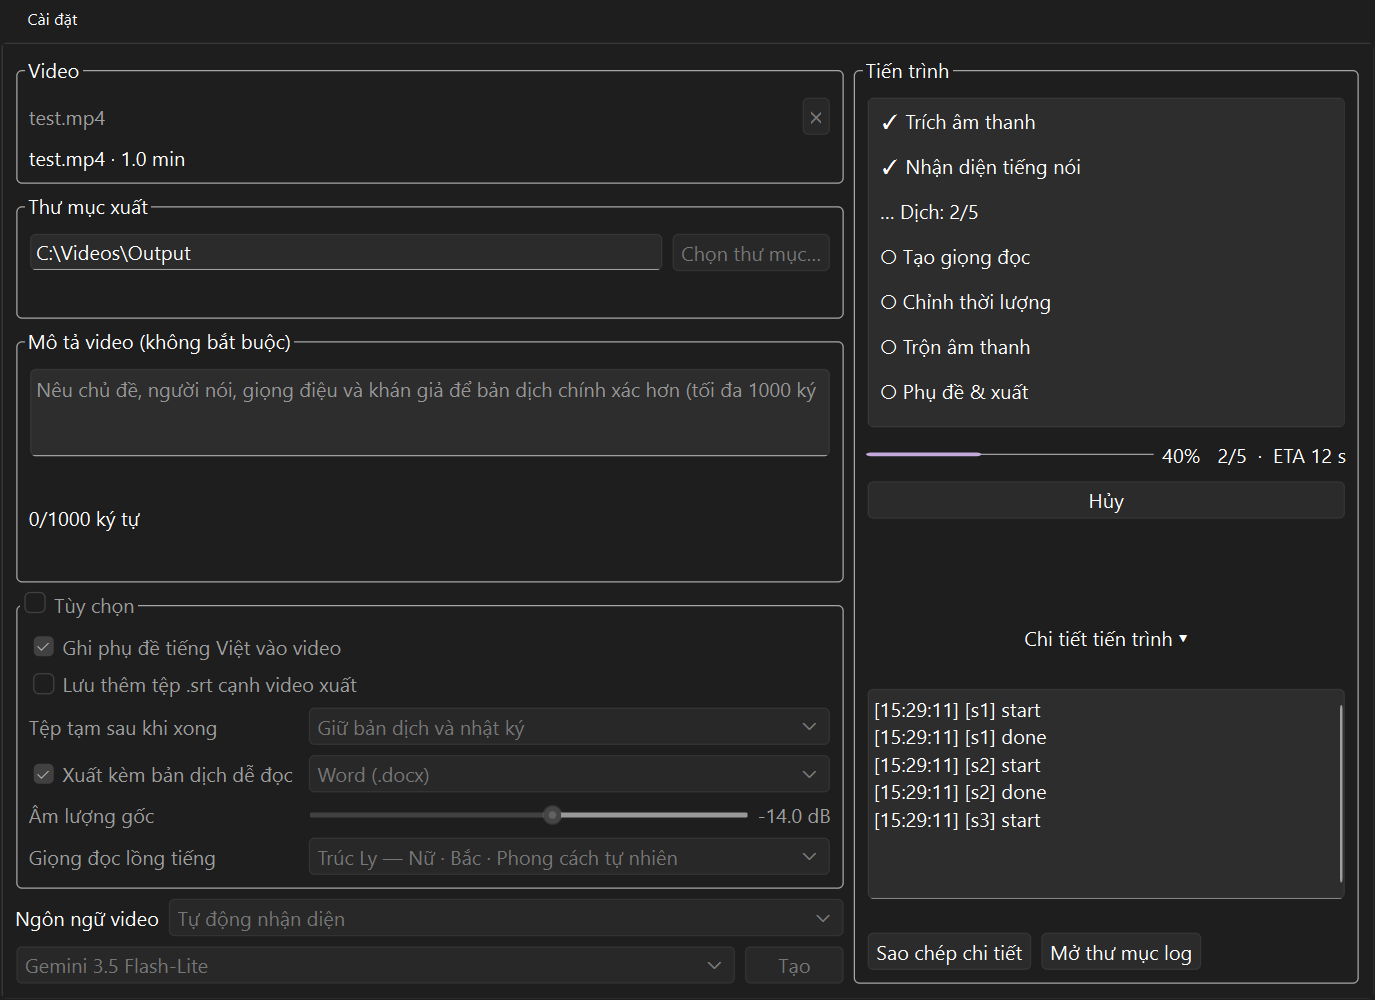 Cài đặt
Video
test.mp4
test.mp4 · 1.0 min
Thư mục xuất
C:\Videos\Output
Chọn thư mục...
Mô tả video (không bắt buộc)
Nêu chủ đề, người nói, giọng điệu và khán giả để bản dịch chính xác hơn (tối đa 1000 ký
0/1000 ký tự
Tùy chọn
Ghi phụ đề tiếng Việt vào video
Lưu thêm tệp .srt cạnh video xuất
Tệp tạm sau khi xong
Giữ bản dịch và nhật ký
Xuất kèm bản dịch dễ đọc
Word (.docx)
Âm lượng gốc
-14.0 dB
Giọng đọc lồng tiếng
Trúc Ly — Nữ · Bắc · Phong cách tự nhiên
Ngôn ngữ video
Tự động nhận diện
Gemini 3.5 Flash-Lite
Tạo
Tiến trình
✓ Trích âm thanh
✓ Nhận diện tiếng nói
... Dịch: 2/5
○ Tạo giọng đọc
○ Chỉnh thời lượng
○ Trộn âm thanh
○ Phụ đề & xuất
40% 2/5 · ETA 12 s
Hủy
Chi tiết tiến trình ▾
[15:29:11] [s1] start
[15:29:11] [s1] done
[15:29:11] [s2] start
[15:29:11] [s2] done
[15:29:11] [s3] start
Sao chép chi tiết
Mở thư mục log